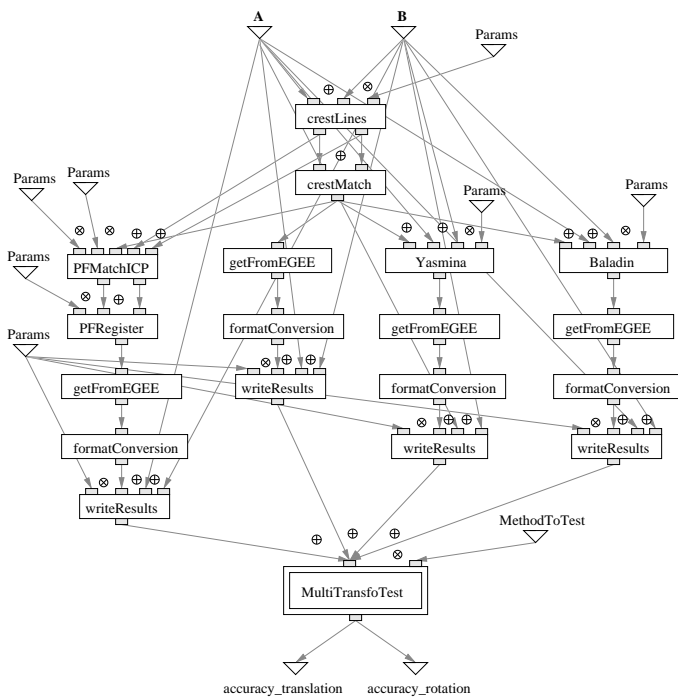 A
B
Params
crestLines
crestMatch
Params
Params
Params
Params
PFMatchICP
getFromEGEE
Yasmina
Baladin
Params
PFRegister
formatConversion
getFromEGEE
getFromEGEE
Params
getFromEGEE
writeResults
formatConversion
formatConversion
formatConversion
writeResults
writeResults
writeResults
MethodToTest
MultiTransfoTest
accuracy_translation
accuracy_rotation